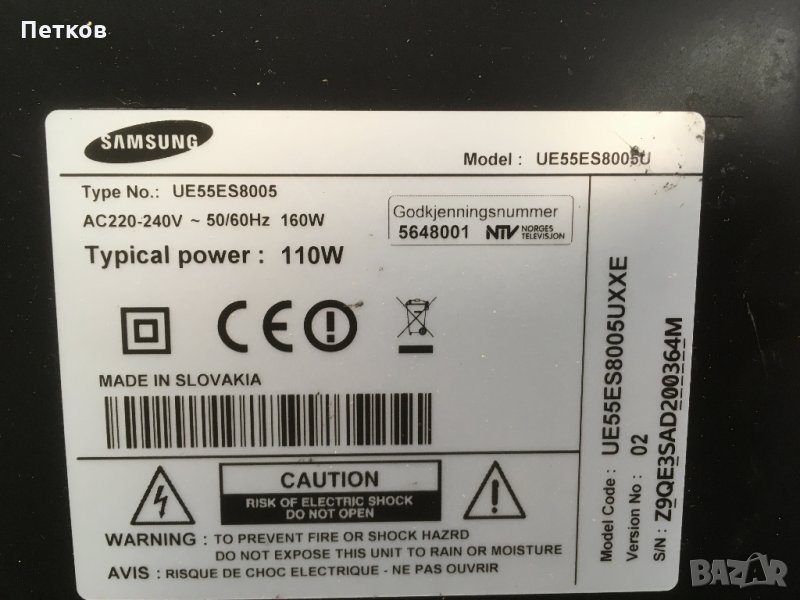 Петков
SAMSUNG
Model : UE55ES8005U
Type No.: UE55ES8005
AC220-240V ~ 50/60Hz 160W
Typical power : 110W
Godkjenningsnummer
5648001 NTV NORGES TELEVISJON
CE
MADE IN SLOVAKIA
CAUTION
RISK OF ELECTRIC SHOCK
DO NOT OPEN
WARNING : TO PREVENT FIRE OR SHOCK HAZRD
DO NOT EXPOSE THIS UNIT TO RAIN OR MOISTURE
AVIS : RISQUE DE CHOC ELECTRIQUE - NE PAS OUVRIR
Model Code : UE55ES8005UXXE
Version No : 02
S/N : Z9QE3SAD200364M
BAZAR